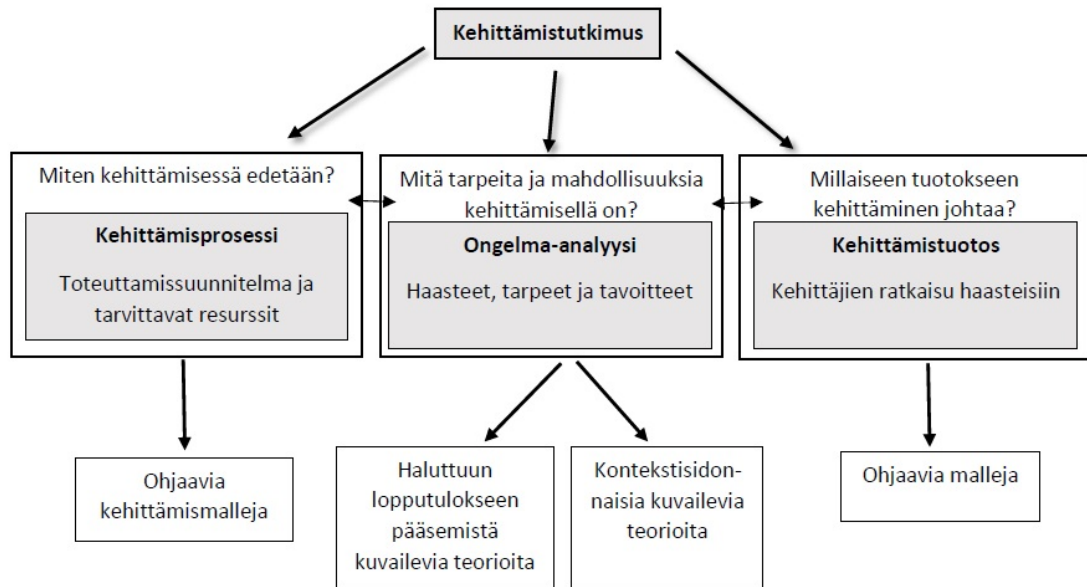 Kehittämistutkimus
Miten kehittämisessä edetään?
Kehittämisprosessi
Toteuttamissuunnitelma ja
tarvittavat resurssit
Mitä tarpeita ja mahdollisuuksia
kehittämisellä on?
Ongelma-analyysi
Haasteet, tarpeet ja tavoitteet
Millaiseen tuotokseen
kehittäminen johtaa?
Kehittämistuotos
Kehittäjien ratkaisu haasteisiin
Ohjaavia
kehittämismalleja
Haluttuun
lopputulokseen
pääsemistä
kuvailevia teorioita
Kontekstisidon-
naisia kuvailevia
teorioita
Ohjaavia malleja